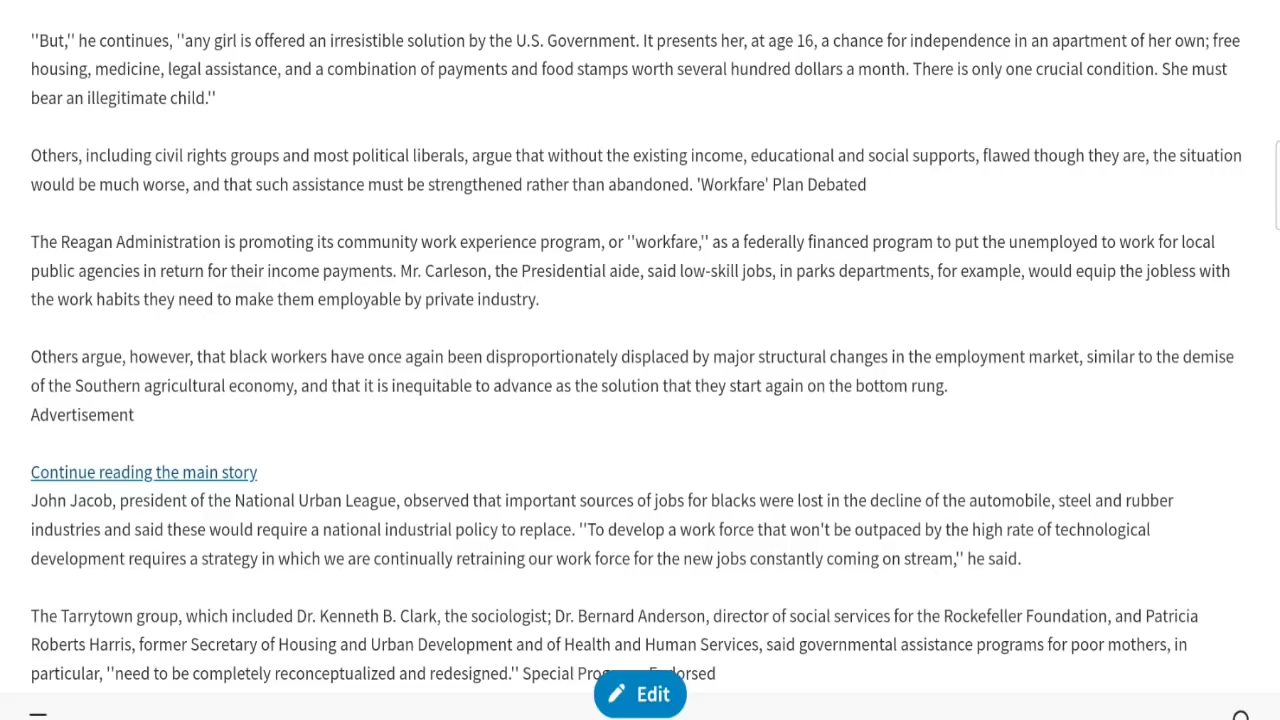 "But," he continues, "any girl is offered an irresistible solution by the U.S. Government. It presents her, at age 16, a chance for independence in an apartment of her own; free
housing, medicine, legal assistance, and a combination of payments and food stamps worth several hundred dollars a month. There is only one crucial condition. She must
bear an illegitimate child.''
Others, including civil rights groups and most political liberals, argue that without the existing income, educational and social supports, flawed though they are, the situation
would be much worse, and that such assistance must be strengthened rather than abandoned. 'Workfare' Plan Debated
The Reagan Administration is promoting its community work experience program, or ''workfare,'' as a federally financed program to put the unemployed to work for local
public agencies in return for their income payments. Mr. Carleson, the Presidential aide, said low-skill jobs, in parks departments, for example, would equip the jobless with
the work habits they need to make them employable by private industry.
Others argue, however, that black workers have once again been disproportionately displaced by major structural changes in the employment market, similar to the demise
of the Southern agricultural economy, and that it is inequitable to advance as the solution that they start again on the bottom rung.
Advertisement
Continue reading the main story
John Jacob, president of the National Urban League, observed that important sources of jobs for blacks were lost in the decline of the automobile, steel and rubber
industries and said these would require a national industrial policy to replace. ''To develop a work force that won't be outpaced by the high rate of technological
development requires a strategy in which we are continually retraining our work force for the new jobs constantly coming on stream,'' he said.
The Tarrytown group, which included Dr. Kenneth B. Clark, the sociologist; Dr. Bernard Anderson, director of social services for the Rockefeller Foundation, and Patricia
Roberts Harris, former Secretary of Housing and Urban Development and of Health and Human Services, said governmental assistance programs for poor mothers, in
particular, ''need to be completely reconceptualized and redesigned.'' Special
Edit